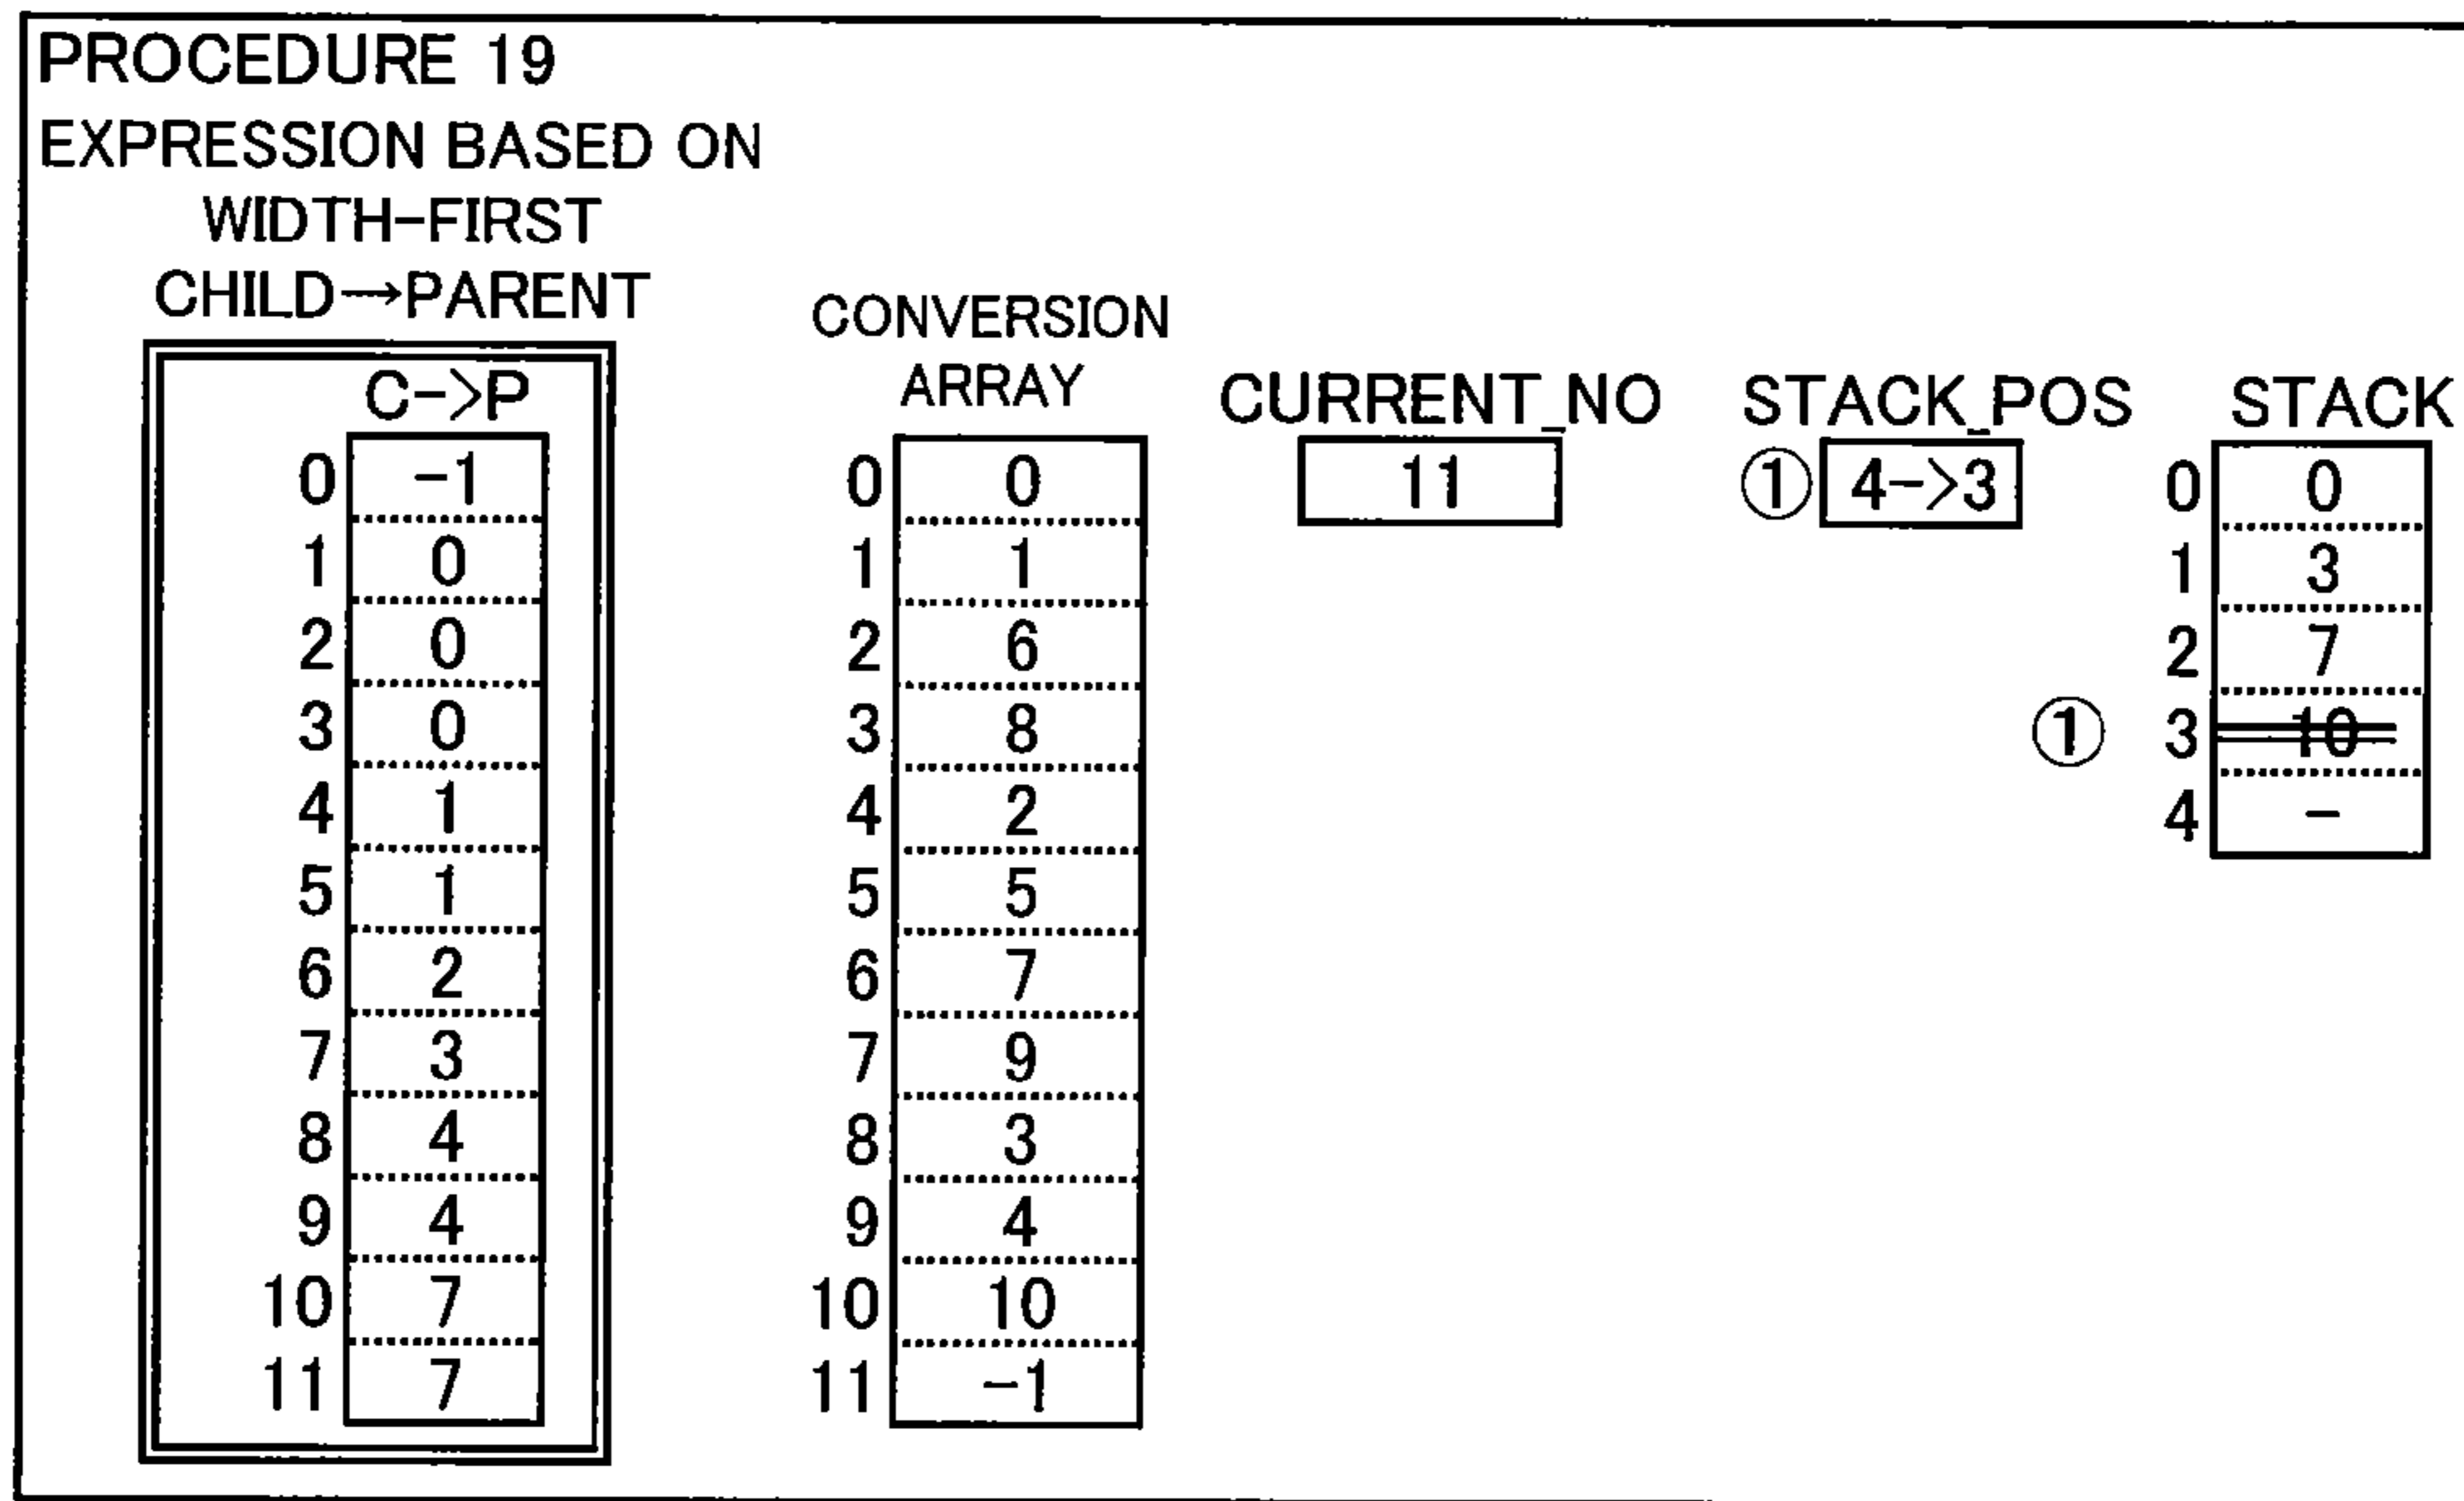 PROCEDURE 19
EXPRESSION BASED ON
WIDTH-FIRST
CHILD→PARENT
C->P
0 -1
1 0
2 0
3 0
4 1
5 1
6 2
7 3
8 4
9 4
10 7
11 7
CONVERSION
ARRAY
0 0
1 1
2 6
3 8
4 2
5 5
6 7
7 9
8 3
9 4
10 10
11 -1
CURRENT_NO
11
STACK_POS
① 4->3
STACK
0 0
1 3
2 7
① 3 10
4 -